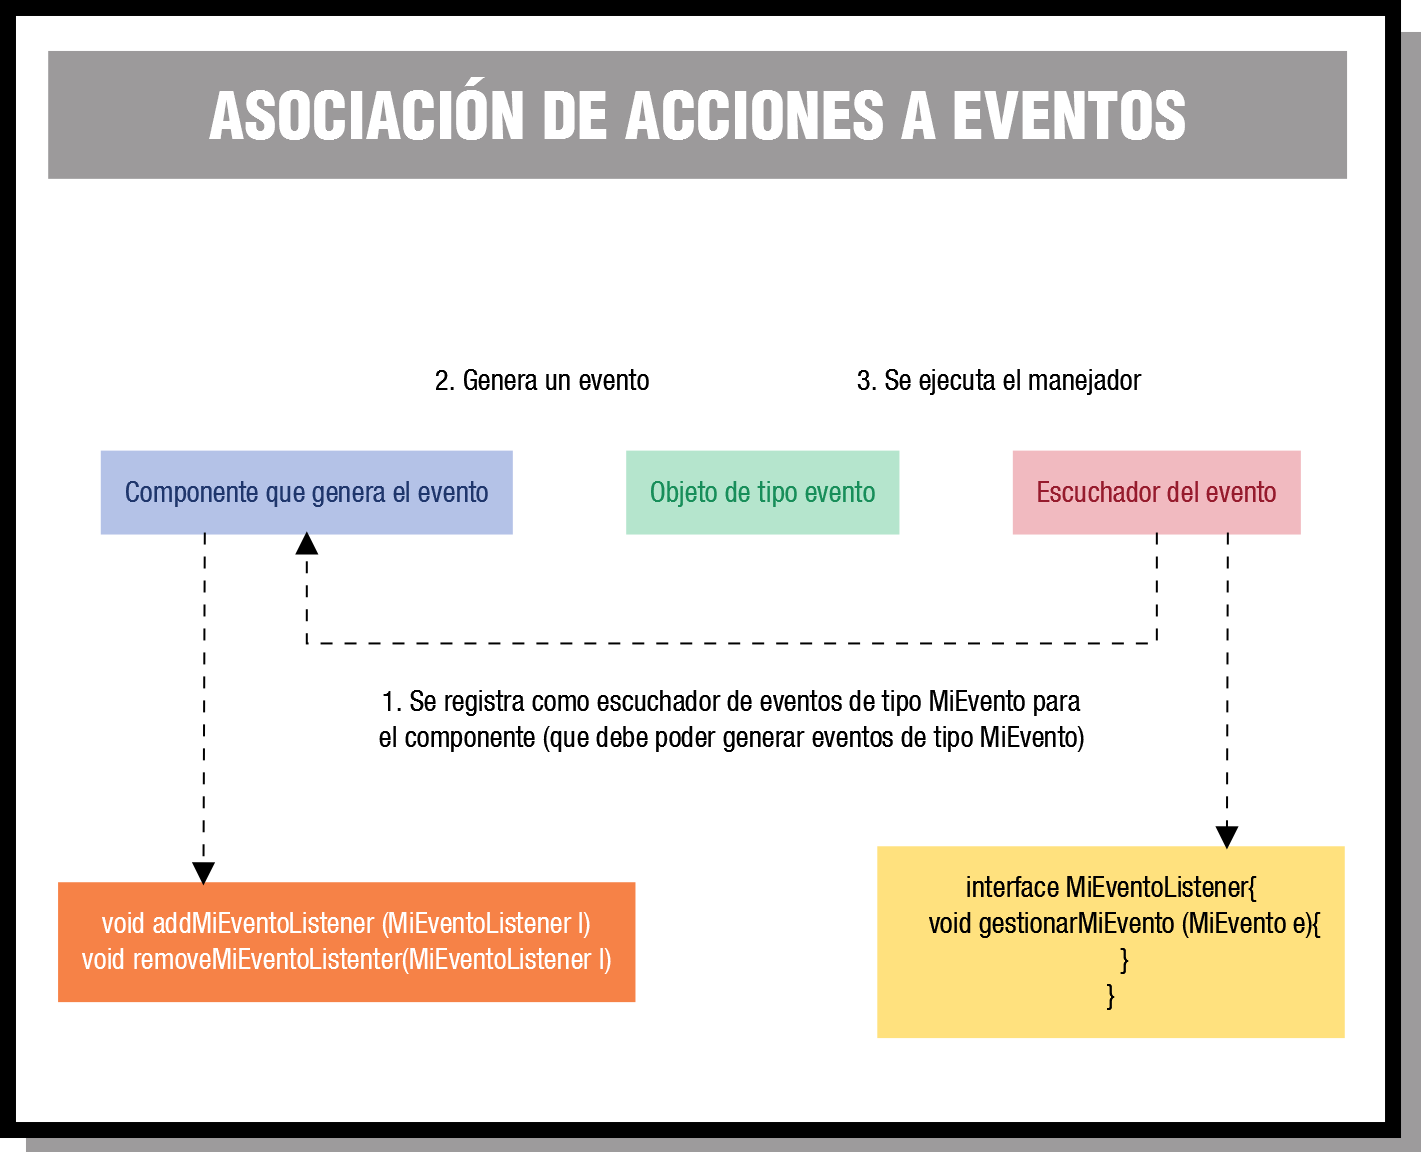 ASOCIACIÓN DE ACCIONES A EVENTOS
2. Genera un evento
3. Se ejecuta el manejador
Componente que genera el evento
Objeto de tipo evento
Escuchador del evento
1. Se registra como escuchador de eventos de tipo MiEvento para
el componente (que debe poder generar eventos de tipo MiEvento)
void addMiEventoListener (MiEventoListener l)
void removeMiEventoListenter(MiEventoListener l)
interface MiEventoListener{
void gestionarMiEvento (MiEvento e){
}
}